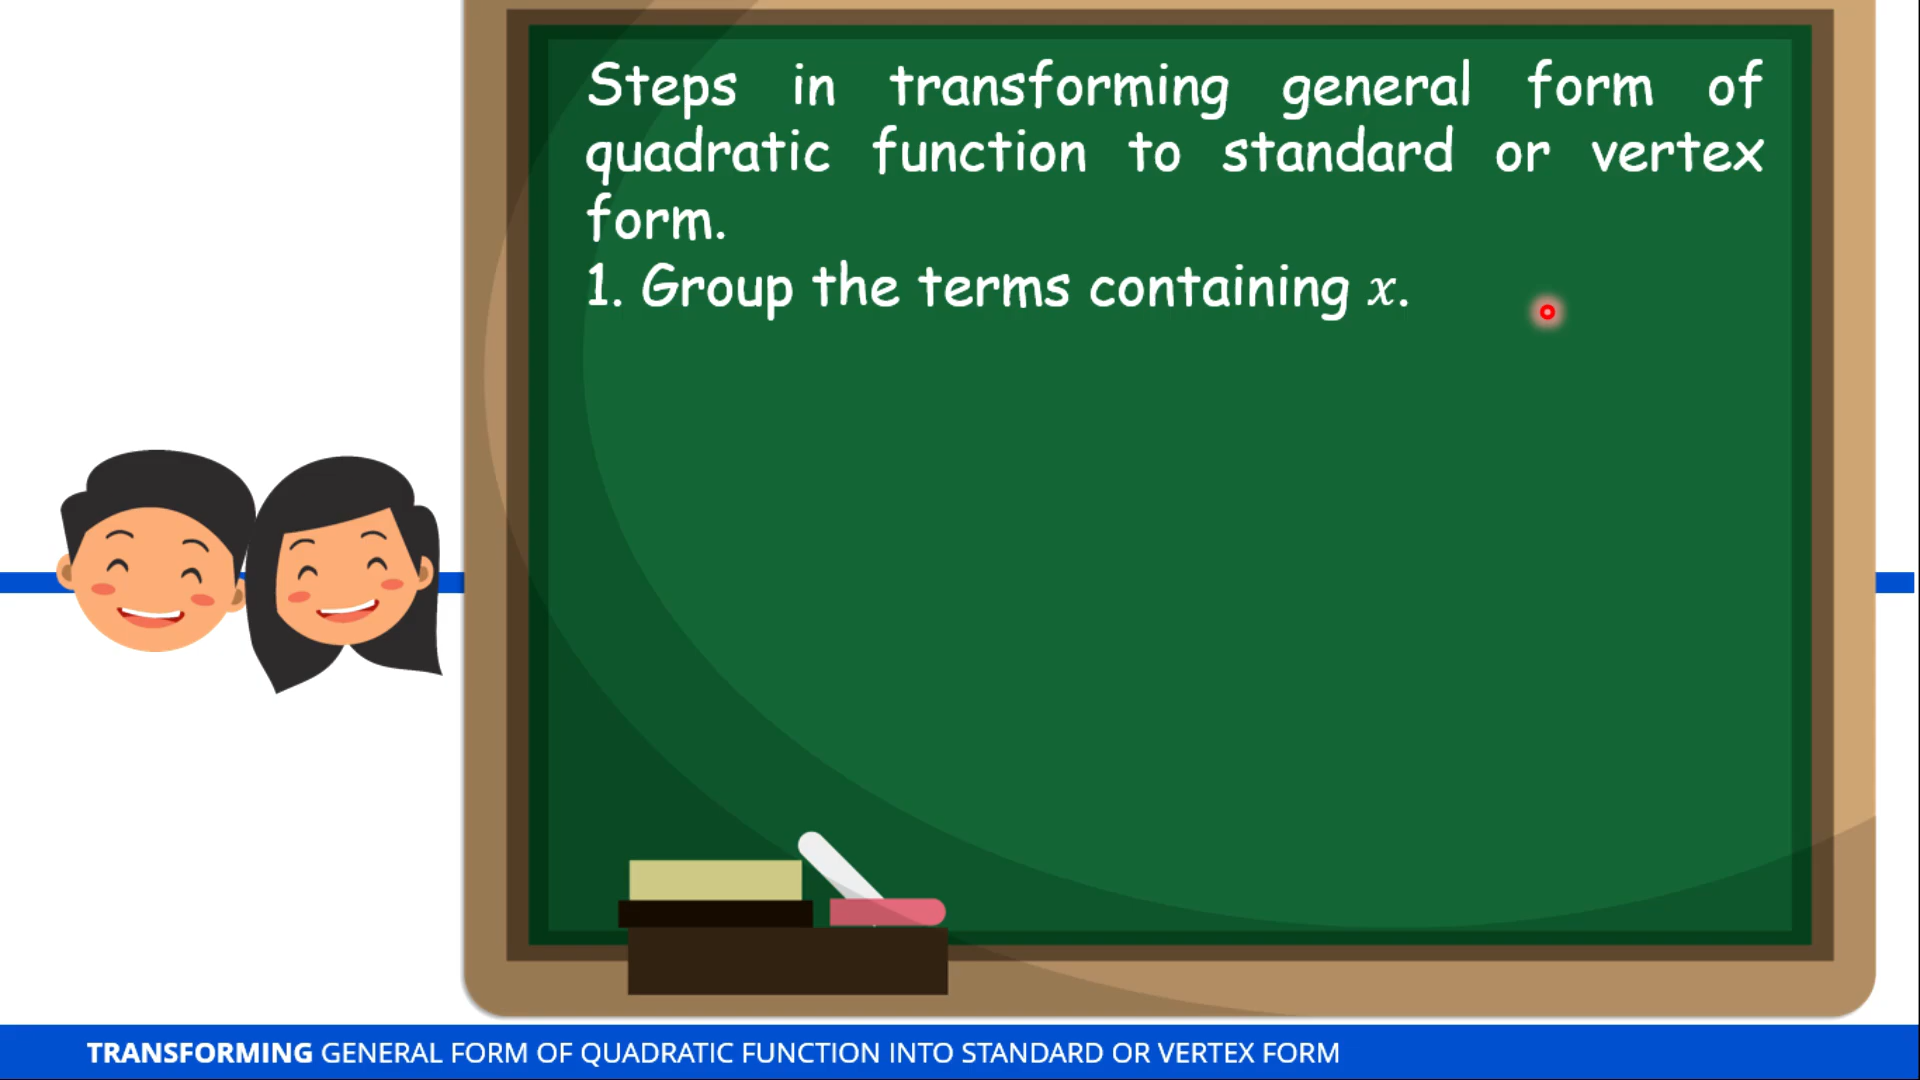 Steps in transforming general form of
quadratic function to standard or vertex
form.
1. Group the terms containing x.
TRANSFORMING GENERAL FORM OF QUADRATIC FUNCTION INTO STANDARD OR VERTEX FORM